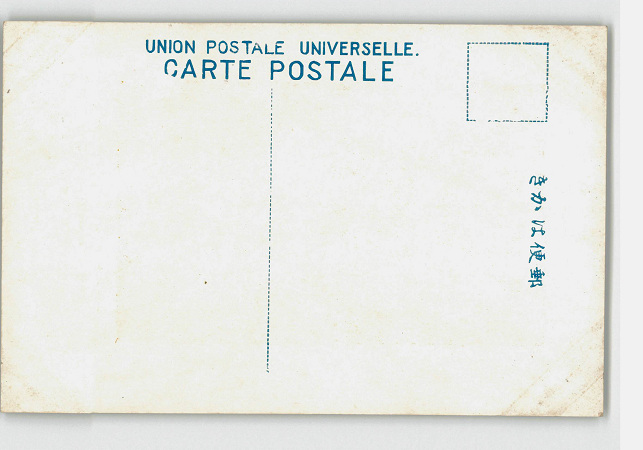 UNION POSTALE UNIVERSELLE.
CARTE POSTALE
郵便はかき